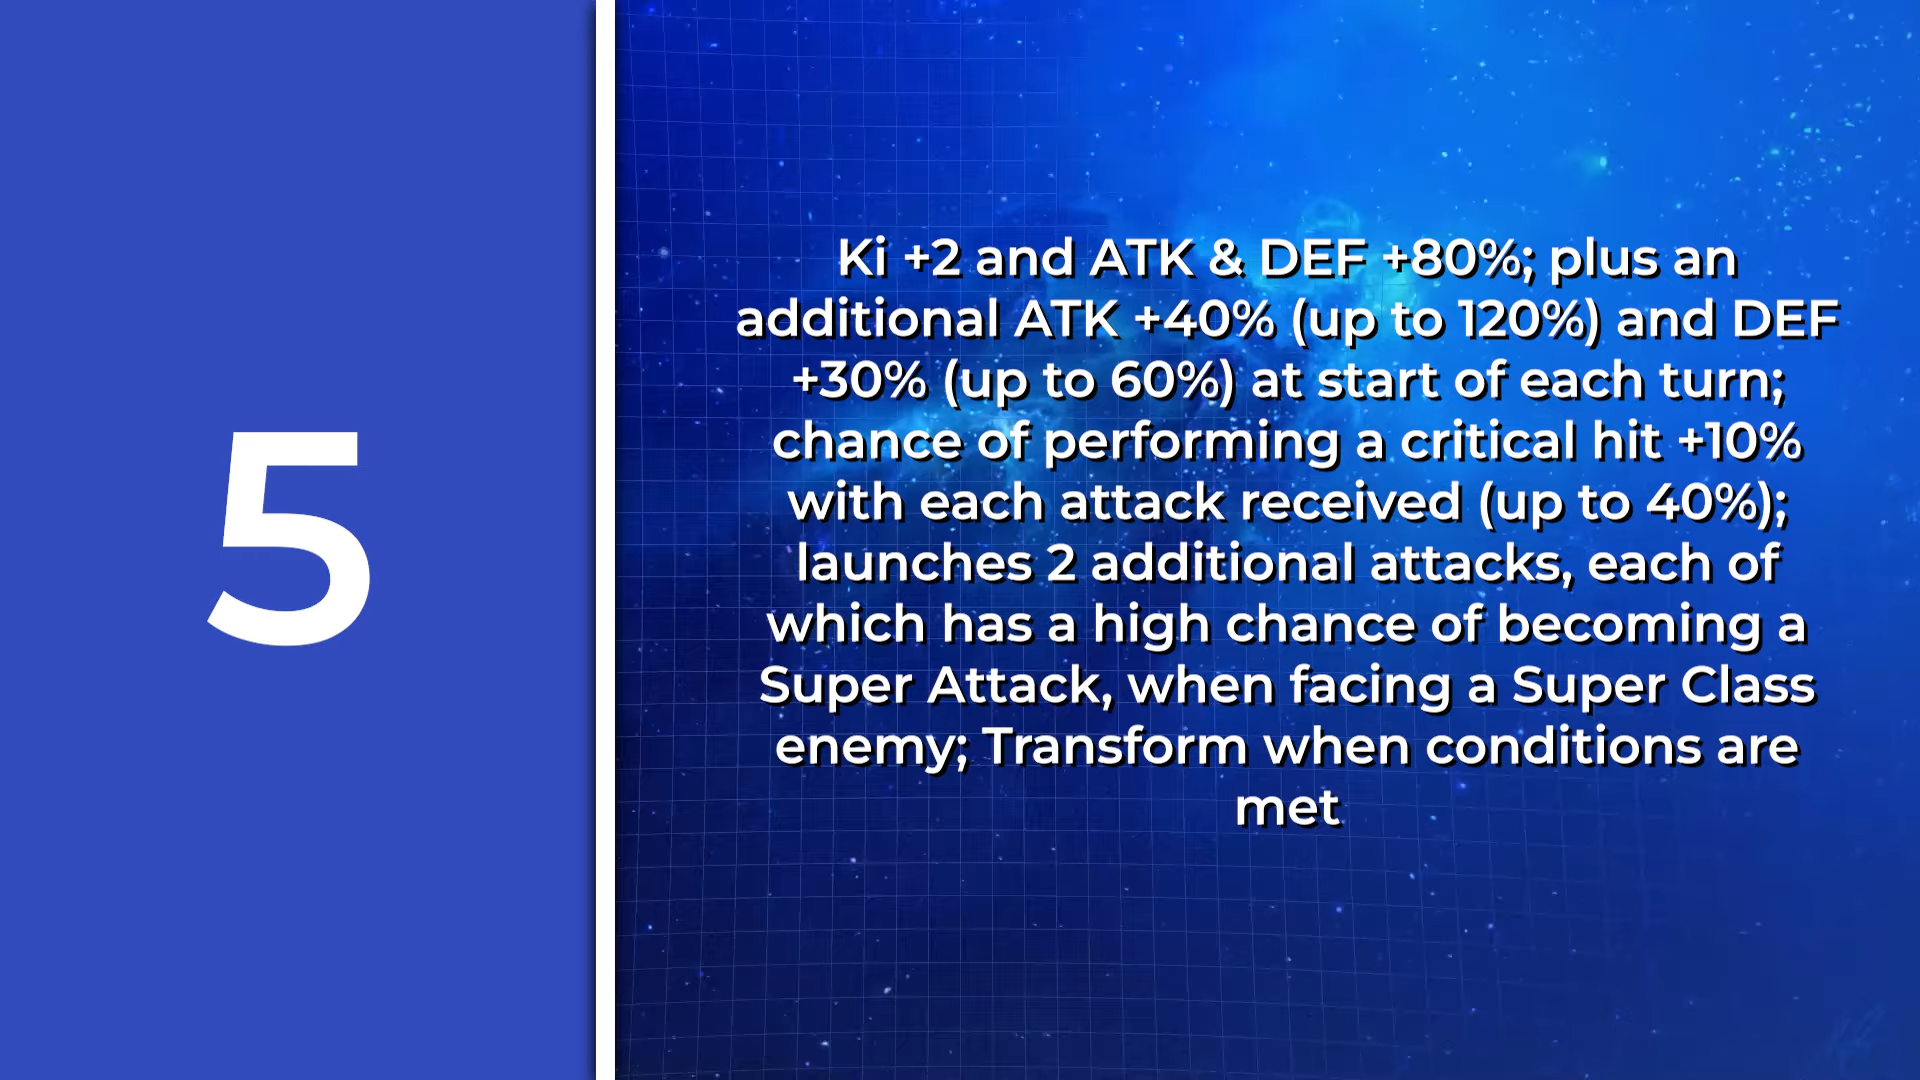 5
Ki +2 and ATK & DEF +80%; plus an
additional ATK +40% (up to 120%) and DEF
+30% (up to 60%) at start of each turn;
chance of performing a critical hit +10%
with each attack received (up to 40%);
launches 2 additional attacks, each of
which has a high chance of becoming a
Super Attack, when facing a Super Class
enemy; Transform when conditions are
met